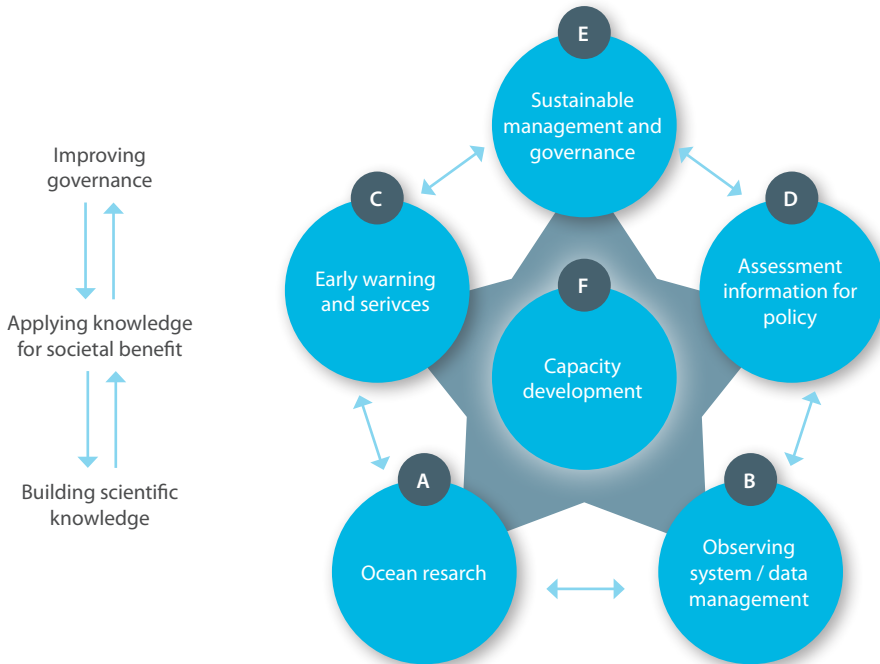 Improving
governance
Applying knowledge
for societal benefit
Building scientific
knowledge
E
Sustainable
management and
governance
C
Early warning
and serivces
D
Assessment
information for
policy
F
Capacity
development
A
Ocean resarch
B
Observing
system / data
management